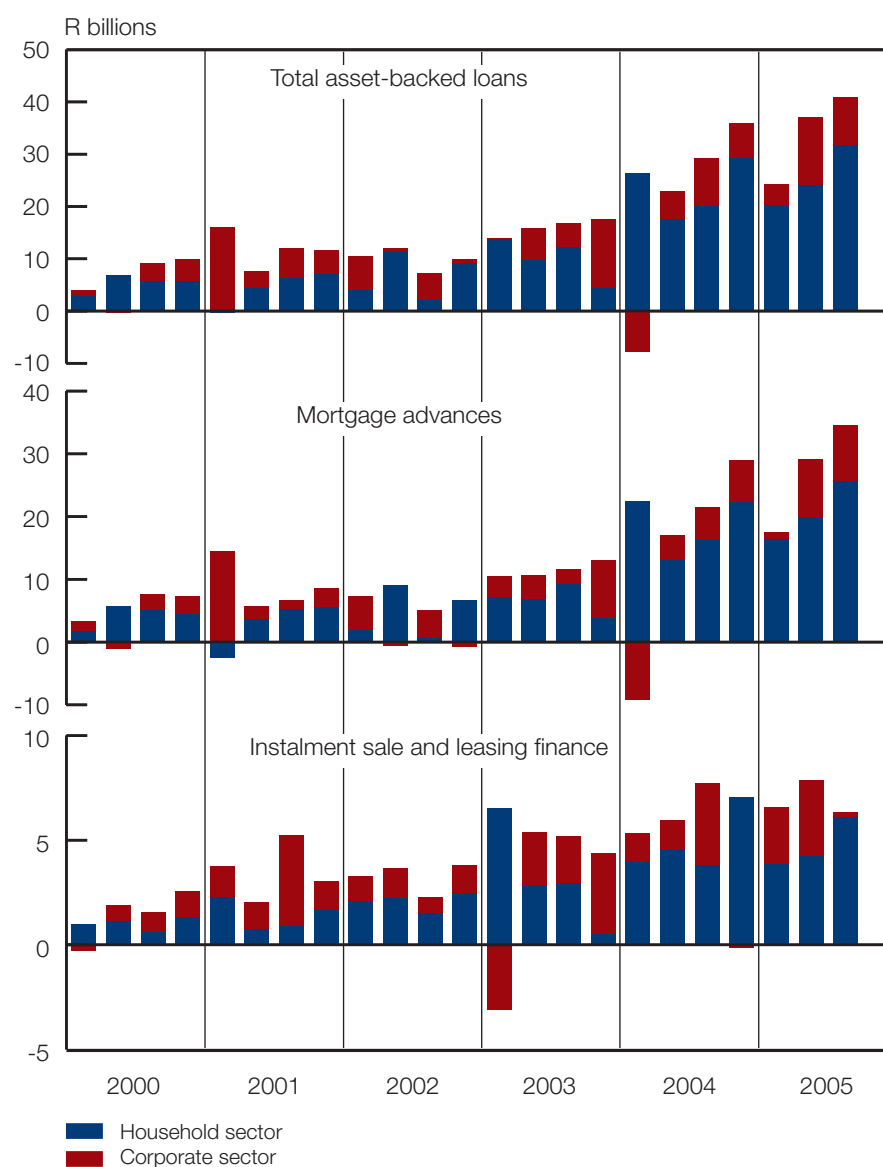 R billions
50
Total asset-backed loans
40
30
20
10
0
-10
40
Mortgage advances
30
20
10
0
-10
10
Instalment sale and leasing finance
5
0
-5
2000 2001 2002 2003 2004 2005
Household sector
Corporate sector